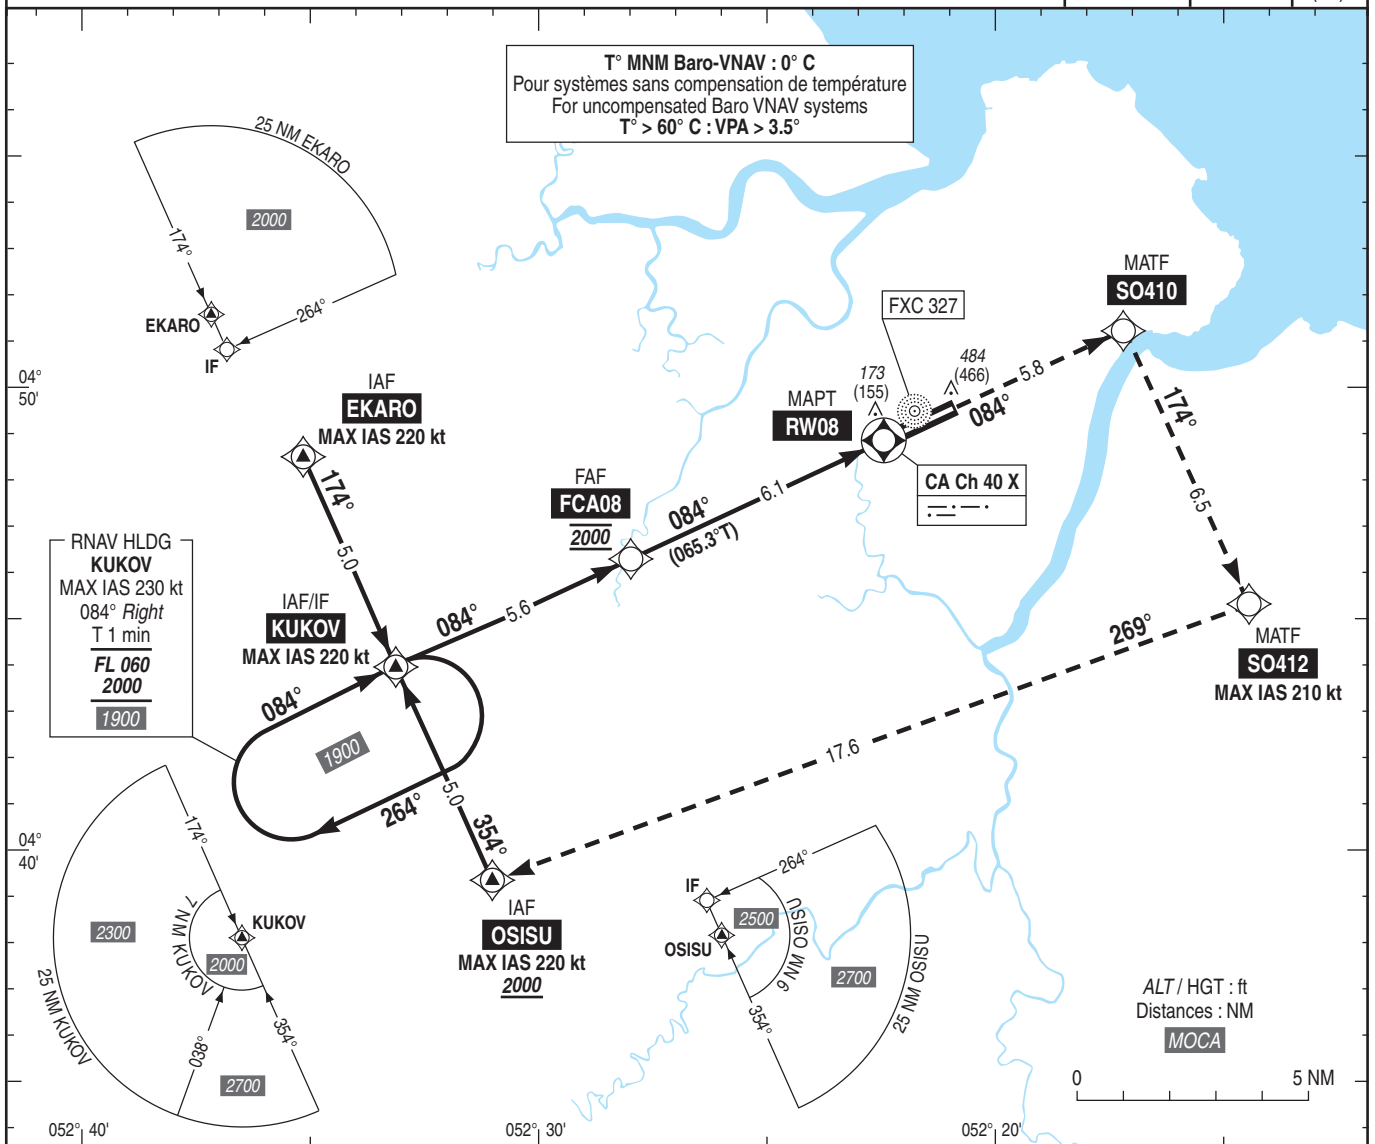 T° MNM Baro-VNAV : 0° C
Pour systèmes sans compensation de température
For uncompensated Baro VNAV systems
T° > 60° C : VPA > 3.5°
25 NM EKARO
2000
174°
264°
EKARO
IF
MATF
SO410
FXC 327
484
(466)
173
(155)
5.8
084°
04°
50'
IAF
EKARO
MAX IAS 220 kt
MAPT
RW08
174°
CA Ch 40 X
FAF
FCA08
2000
084°
6.1
(065.3°T)
174°
5.0
6.5
RNAV HLDG
KUKOV
MAX IAS 230 kt
084° Right
T 1 min
FL 060
2000
1900
IAF/IF
KUKOV
MAX IAS 220 kt
084°
5.6
269°
MATF
SO412
MAX IAS 210 kt
084°
1900
264°
5.0
354°
17.6
04°
40'
IAF
OSISU
MAX IAS 220 kt
2000
174°
KUKOV
7 NM KUKOV
2000
2300
25 NM KUKOV
038°
354°
2700
264°
IF
OSISU
2500
6 NM OSISU
2700
25 NM OSISU
354°
ALT / HGT : ft
Distances : NM
MOCA
0
5 NM
052° 40'
052° 30'
052° 20'